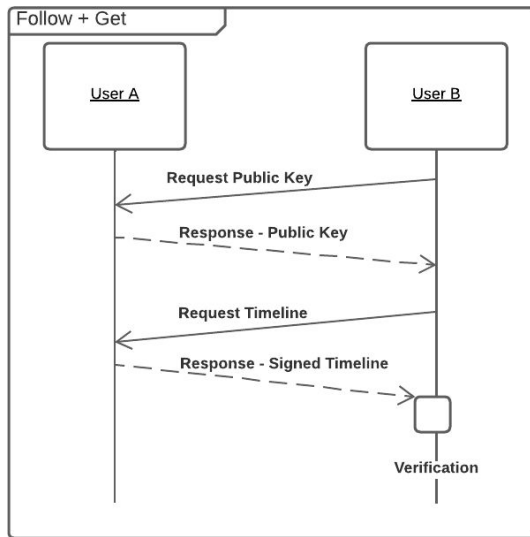 Follow + Get
User A
User B
Request Public Key
Response - Public Key
Request Timeline
Response - Signed Timeline
Verification